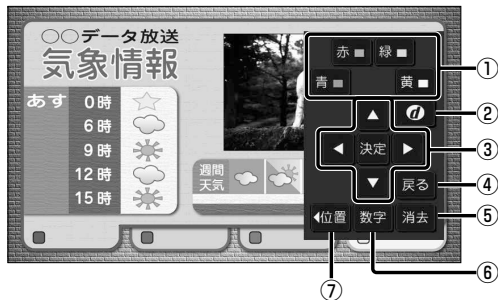 ○○データ放送
気象情報
あす 0時
6時
9時
12時
15時
週間
天気
赤 緑
青 黄
d
決定
戻る
位置 数字 消去
①
②
③
④
⑤
⑥
⑦